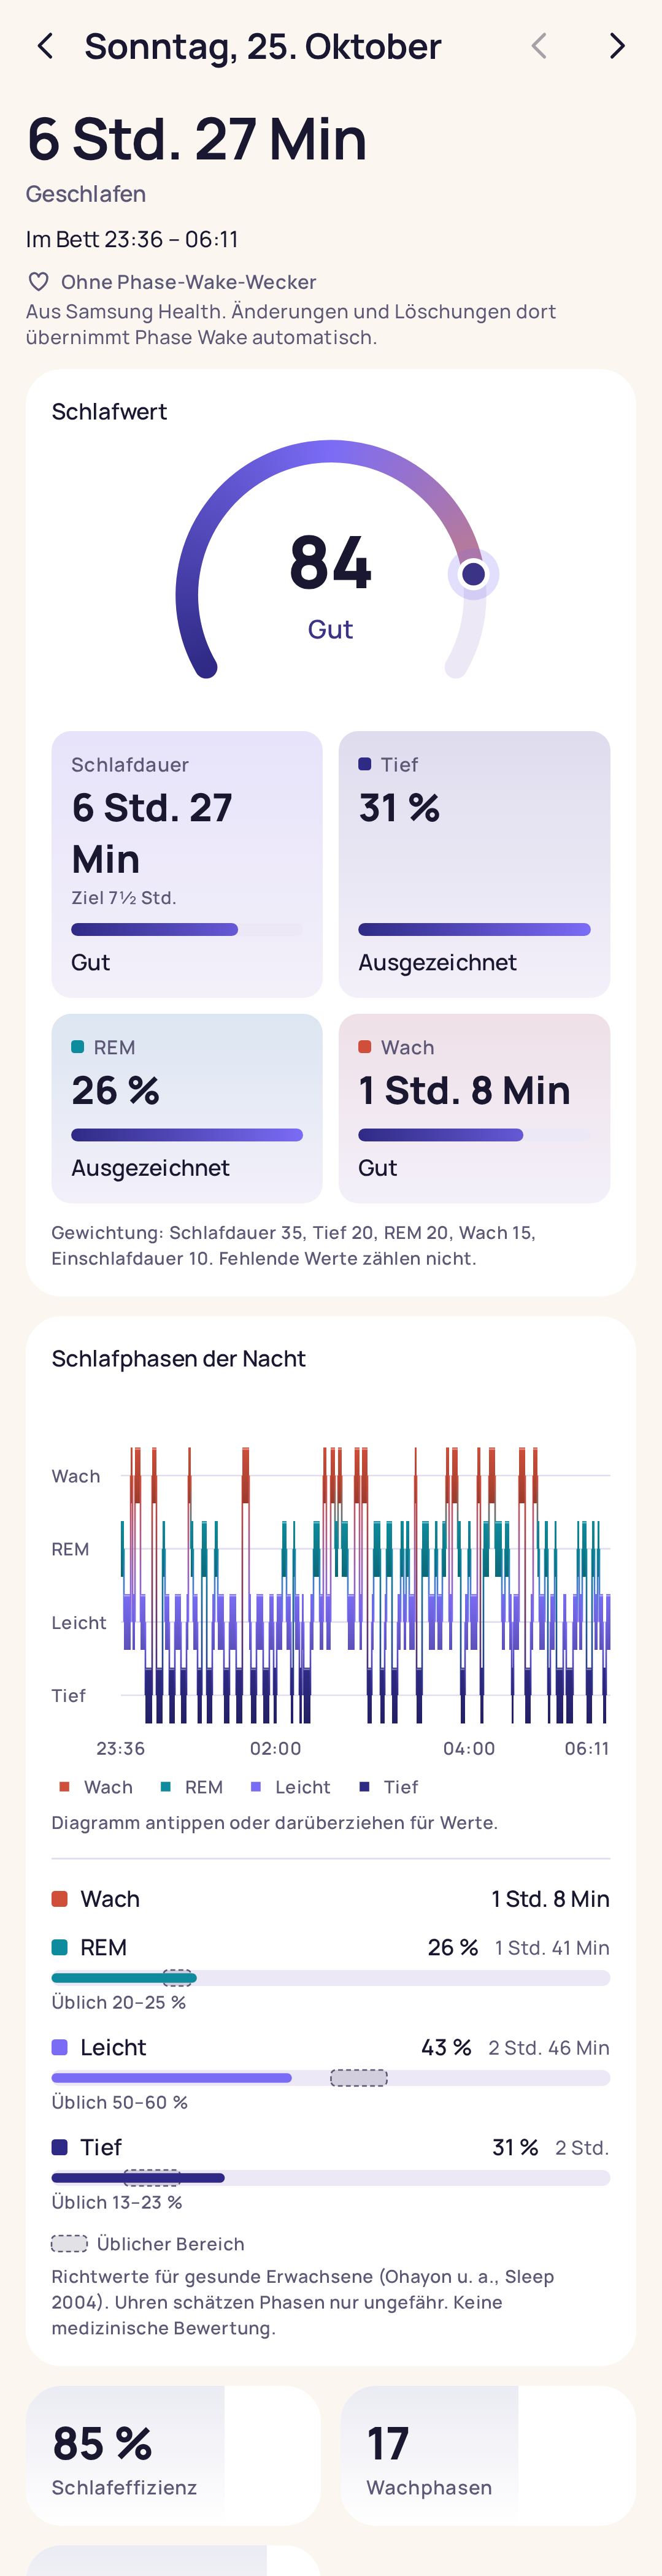 Sonntag, 25. Oktober
6 Std. 27 Min
Geschlafen
Im Bett 23:36 – 06:11
Ohne Phase-Wake-Wecker
Aus Samsung Health. Änderungen und Löschungen dort
übernimmt Phase Wake automatisch.
Schlafwert
84
Gut
Schlafdauer
6 Std. 27
Min
Ziel 7½ Std.
Gut
Tief
31 %
Ausgezeichnet
REM
26 %
Ausgezeichnet
Wach
1 Std. 8 Min
Gut
Gewichtung: Schlafdauer 35, Tief 20, REM 20, Wach 15,
Einschlafdauer 10. Fehlende Werte zählen nicht.
Schlafphasen der Nacht
Wach
REM
Leicht
Tief
23:36 02:00 04:00 06:11
Wach REM Leicht Tief
Diagramm antippen oder darüberziehen für Werte.
Wach 1 Std. 8 Min
REM 26 % 1 Std. 41 Min
Üblich 20–25 %
Leicht 43 % 2 Std. 46 Min
Üblich 50–60 %
Tief 31 % 2 Std.
Üblich 13–23 %
Üblicher Bereich
Richtwerte für gesunde Erwachsene (Ohayon u. a., Sleep
2004). Uhren schätzen Phasen nur ungefähr. Keine
medizinische Bewertung.
85 %
Schlafeffizienz
17
Wachphasen